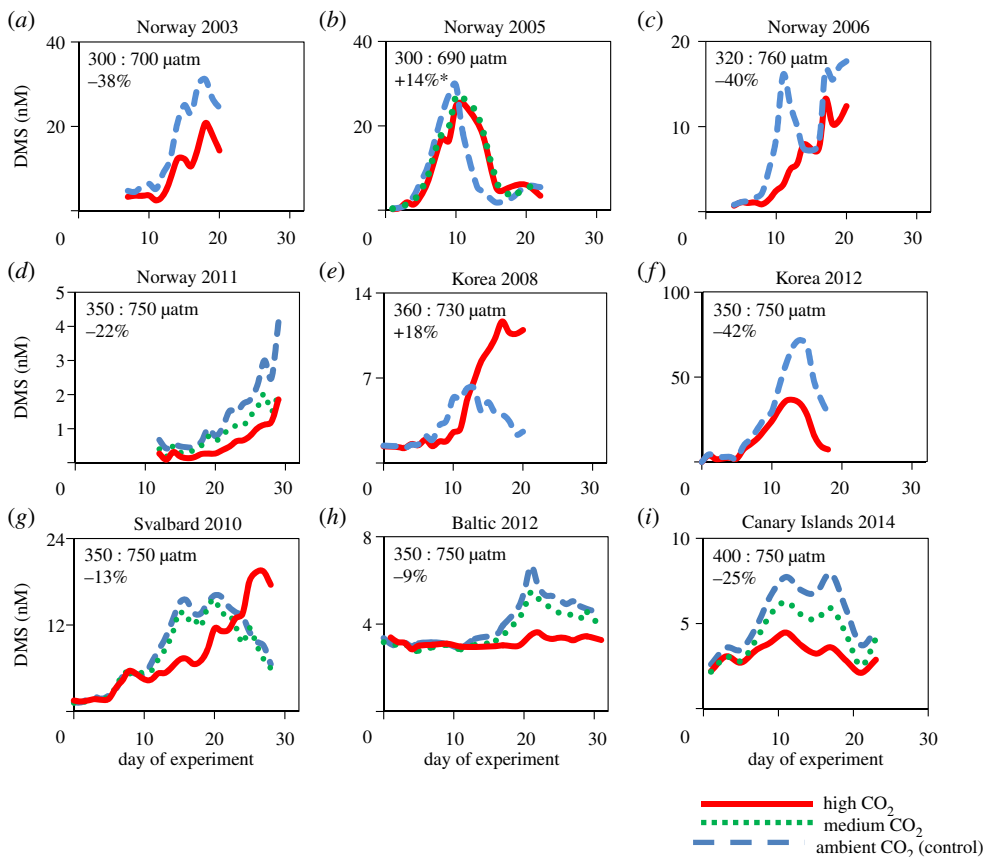 (a) Norway 2003
300 : 700 µatm
–38%
DMS (nM)
40
20
0
10
20
30
(b) Norway 2005
300 : 690 µatm
+14%*
40
20
0
10
20
30
(c) Norway 2006
320 : 760 µatm
–40%
20
10
0
10
20
30
(d) Norway 2011
350 : 750 µatm
–22%
DMS (nM)
5
4
3
2
1
0
10
20
30
(e) Korea 2008
360 : 730 µatm
+18%
14
7
0
10
20
30
(f) Korea 2012
350 : 750 µatm
–42%
100
50
0
10
20
30
(g) Svalbard 2010
350 : 750 µatm
–13%
DMS (nM)
24
12
0
10
20
30
day of experiment
(h) Baltic 2012
350 : 750 µatm
–9%
8
4
0
10
20
30
day of experiment
(i) Canary Islands 2014
400 : 750 µatm
–25%
10
5
0
10
20
30
day of experiment
high CO₂
medium CO₂
ambient CO₂ (control)